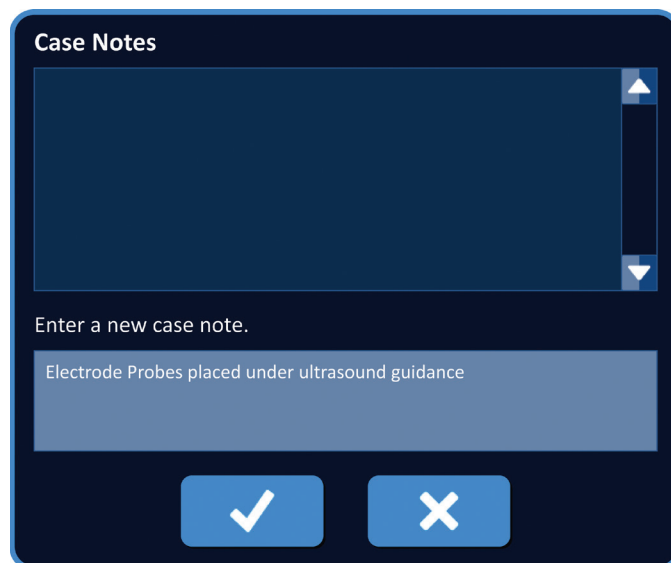 Case Notes
Enter a new case note.
Electrode Probes placed under ultrasound guidance